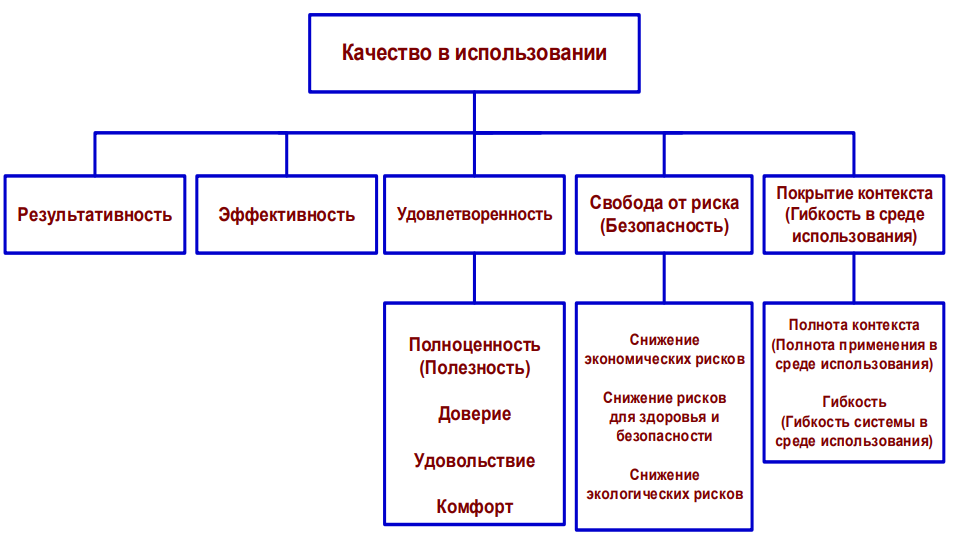 Качество в использовании
Результативность
Эффективность
Удовлетворенность
Свобода от риска
(Безопасность)
Покрытие контекста
(Гибкость в среде
использования)
Полноценность
(Полезность)
Доверие
Удовольствие
Комфорт
Снижение
экономических рисков
Снижение рисков
для здоровья и
безопасности
Снижение
экологических рисков
Полнота контекста
(Полнота применения в
среде использования)
Гибкость
(Гибкость системы в
среде использования)